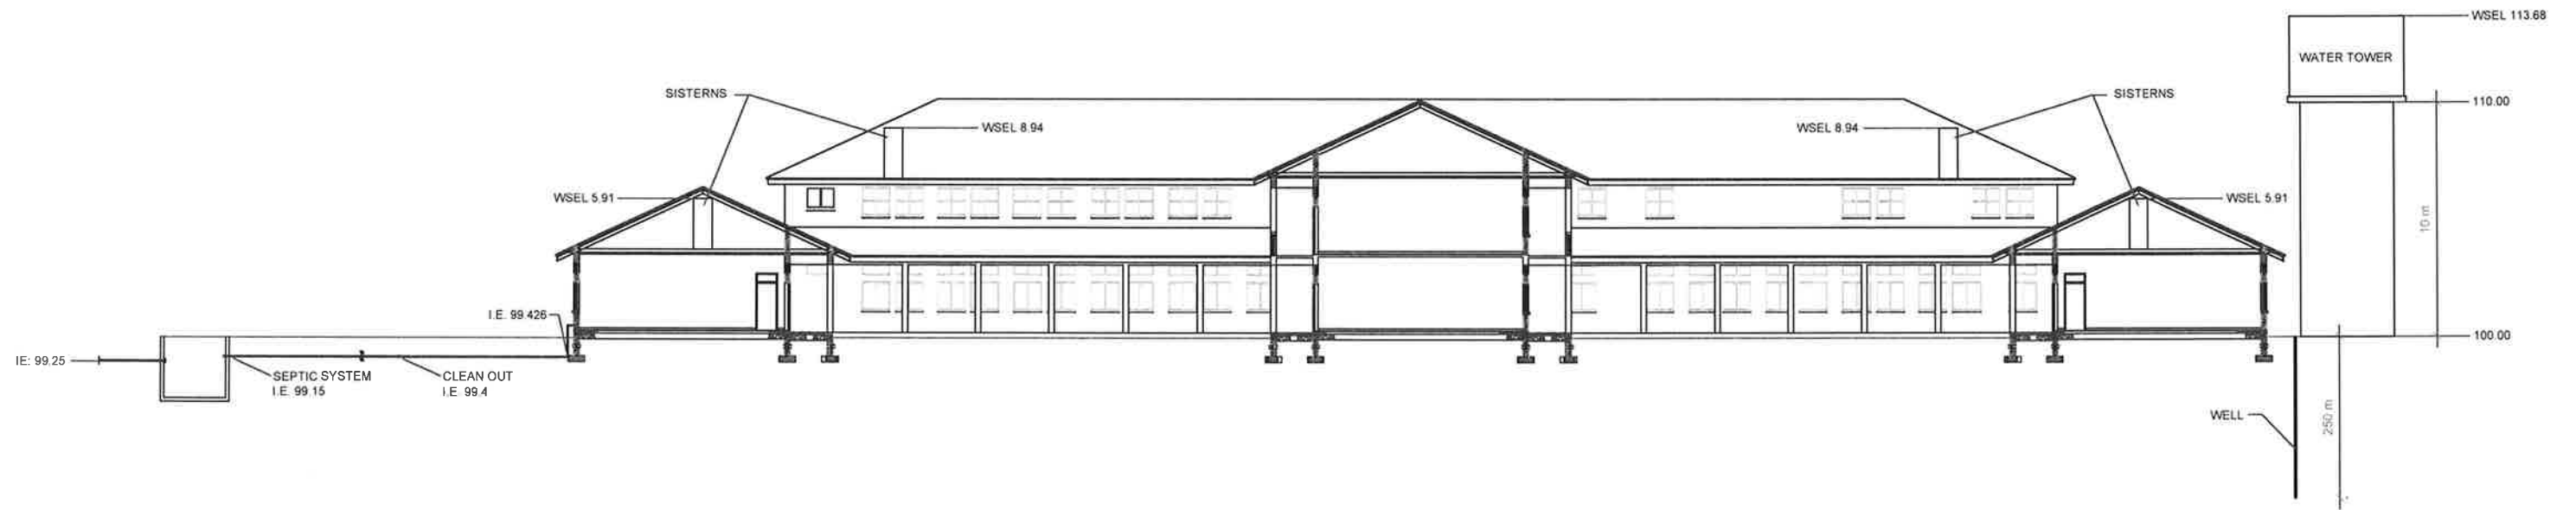 WSEL 113.68
WATER TOWER
SISTERNS
SISTERNS
110.00
WSEL 8.94
WSEL 8.94
WSEL 5.91
WSEL 5.91
10 m
I.E. 99.426
100.00
IE: 99.25
SEPTIC SYSTEM
I.E. 99.15
CLEAN OUT
I.E 99.4
WELL
250 m